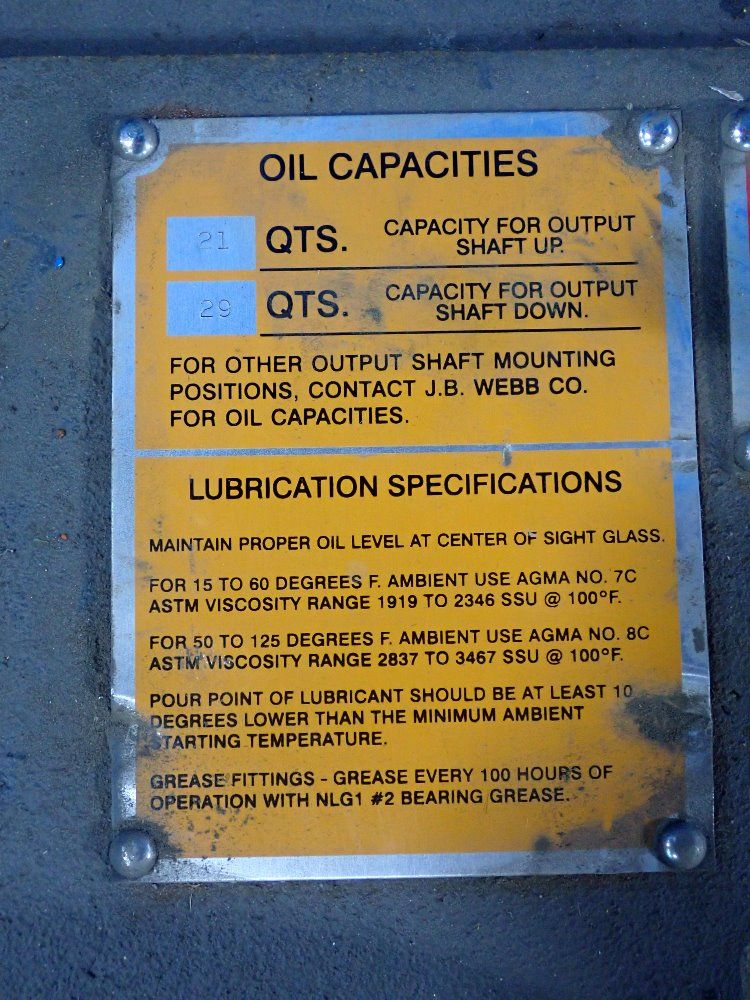 OIL CAPACITIES
21 QTS. CAPACITY FOR OUTPUT
SHAFT UP.
29 QTS. CAPACITY FOR OUTPUT
SHAFT DOWN.
FOR OTHER OUTPUT SHAFT MOUNTING
POSITIONS, CONTACT J.B. WEBB CO.
FOR OIL CAPACITIES.
LUBRICATION SPECIFICATIONS
MAINTAIN PROPER OIL LEVEL AT CENTER OF SIGHT GLASS.
FOR 15 TO 60 DEGREES F. AMBIENT USE AGMA NO. 7C
ASTM VISCOSITY RANGE 1919 TO 2346 SSU @ 100°F.
FOR 50 TO 125 DEGREES F. AMBIENT USE AGMA NO. 8C
ASTM VISCOSITY RANGE 2837 TO 3467 SSU @ 100°F.
POUR POINT OF LUBRICANT SHOULD BE AT LEAST 10
DEGREES LOWER THAN THE MINIMUM AMBIENT
STARTING TEMPERATURE.
GREASE FITTINGS - GREASE EVERY 100 HOURS OF
OPERATION WITH NLG1 #2 BEARING GREASE.